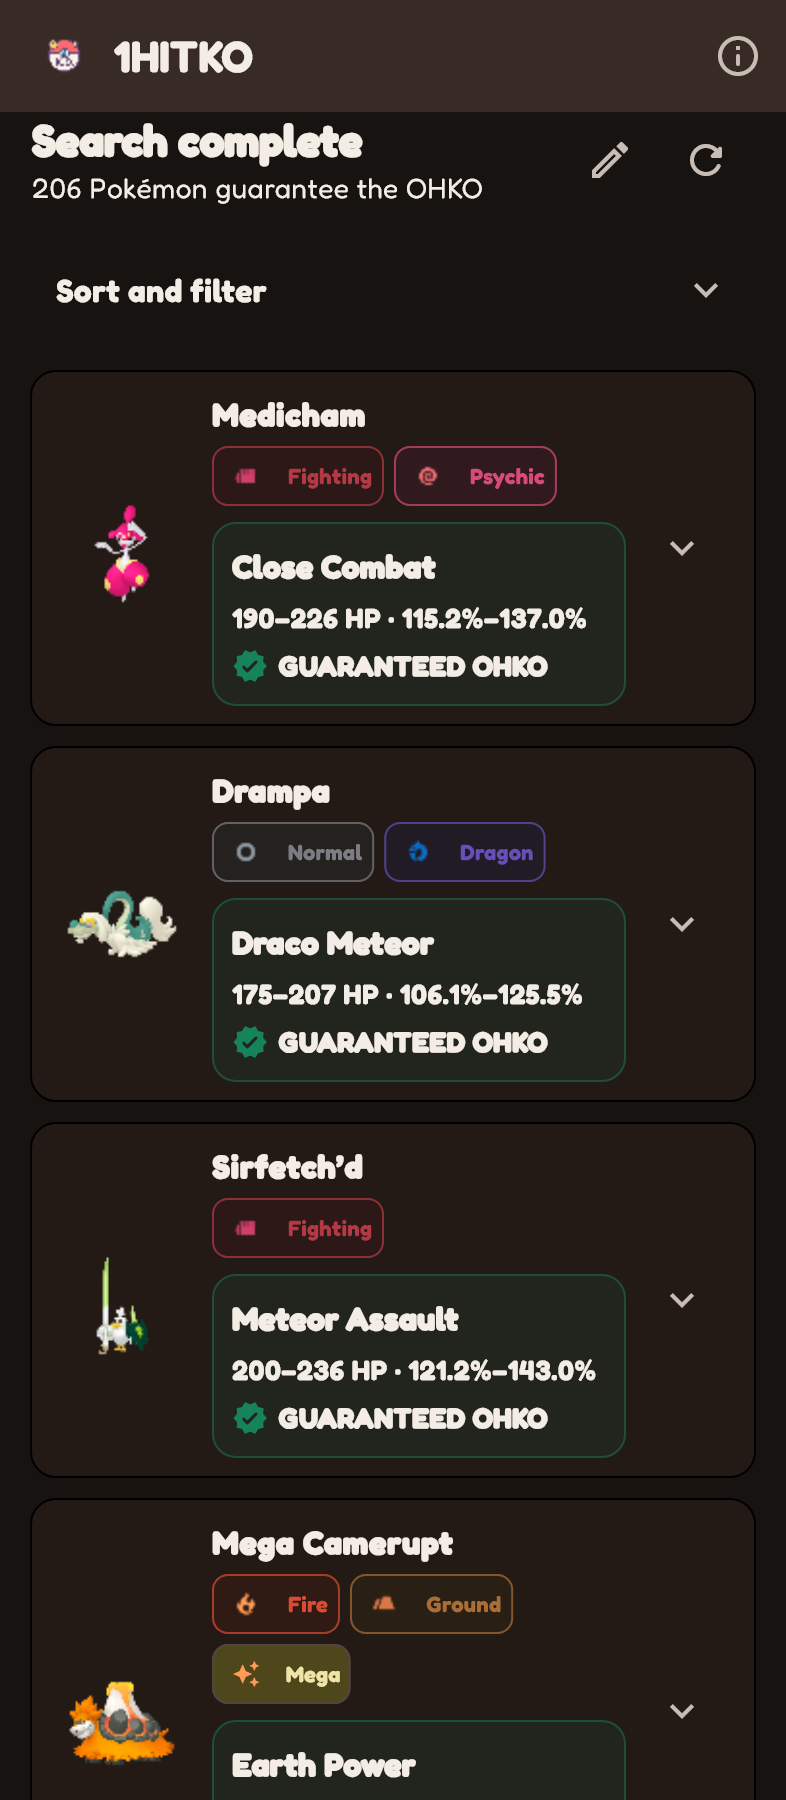 1HITKO
Search complete
206 Pokémon guarantee the OHKO
Sort and filter
Medicham
Fighting Psychic
Close Combat
190–226 HP · 115.2%–137.0%
GUARANTEED OHKO
Drampa
Normal Dragon
Draco Meteor
175–207 HP · 106.1%–125.5%
GUARANTEED OHKO
Sirfetch’d
Fighting
Meteor Assault
200–236 HP · 121.2%–143.0%
GUARANTEED OHKO
Mega Camerupt
Fire Ground
Mega
Earth Power